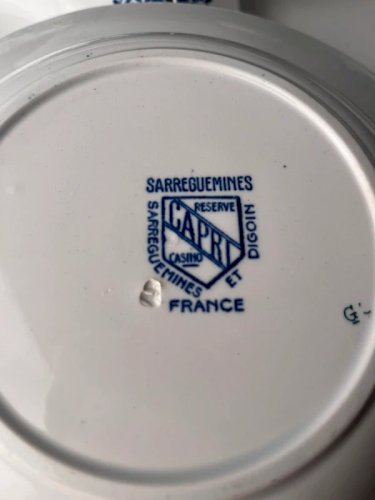 SARREGUEMINES
RESERVE
CAPRI
CASINO
SARREGUEMINES ET DIGOIN
FRANCE